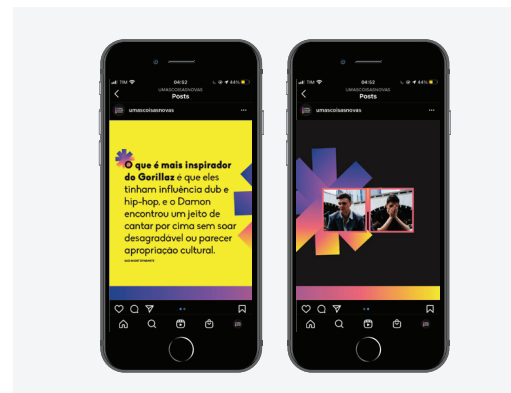 TIM 04:52 44%
UMASCOISASNOVAS
Posts
umascoisasnovas
O que é mais inspirador
do Gorillaz é que eles
tinham influência dub e
hip-hop, e o Damon
encontrou um jeito de
cantar por cima sem soar
desagradável ou parecer
apropriação cultural.
TIM 04:52 44%
UMASCOISASNOVAS
Posts
umascoisasnovas